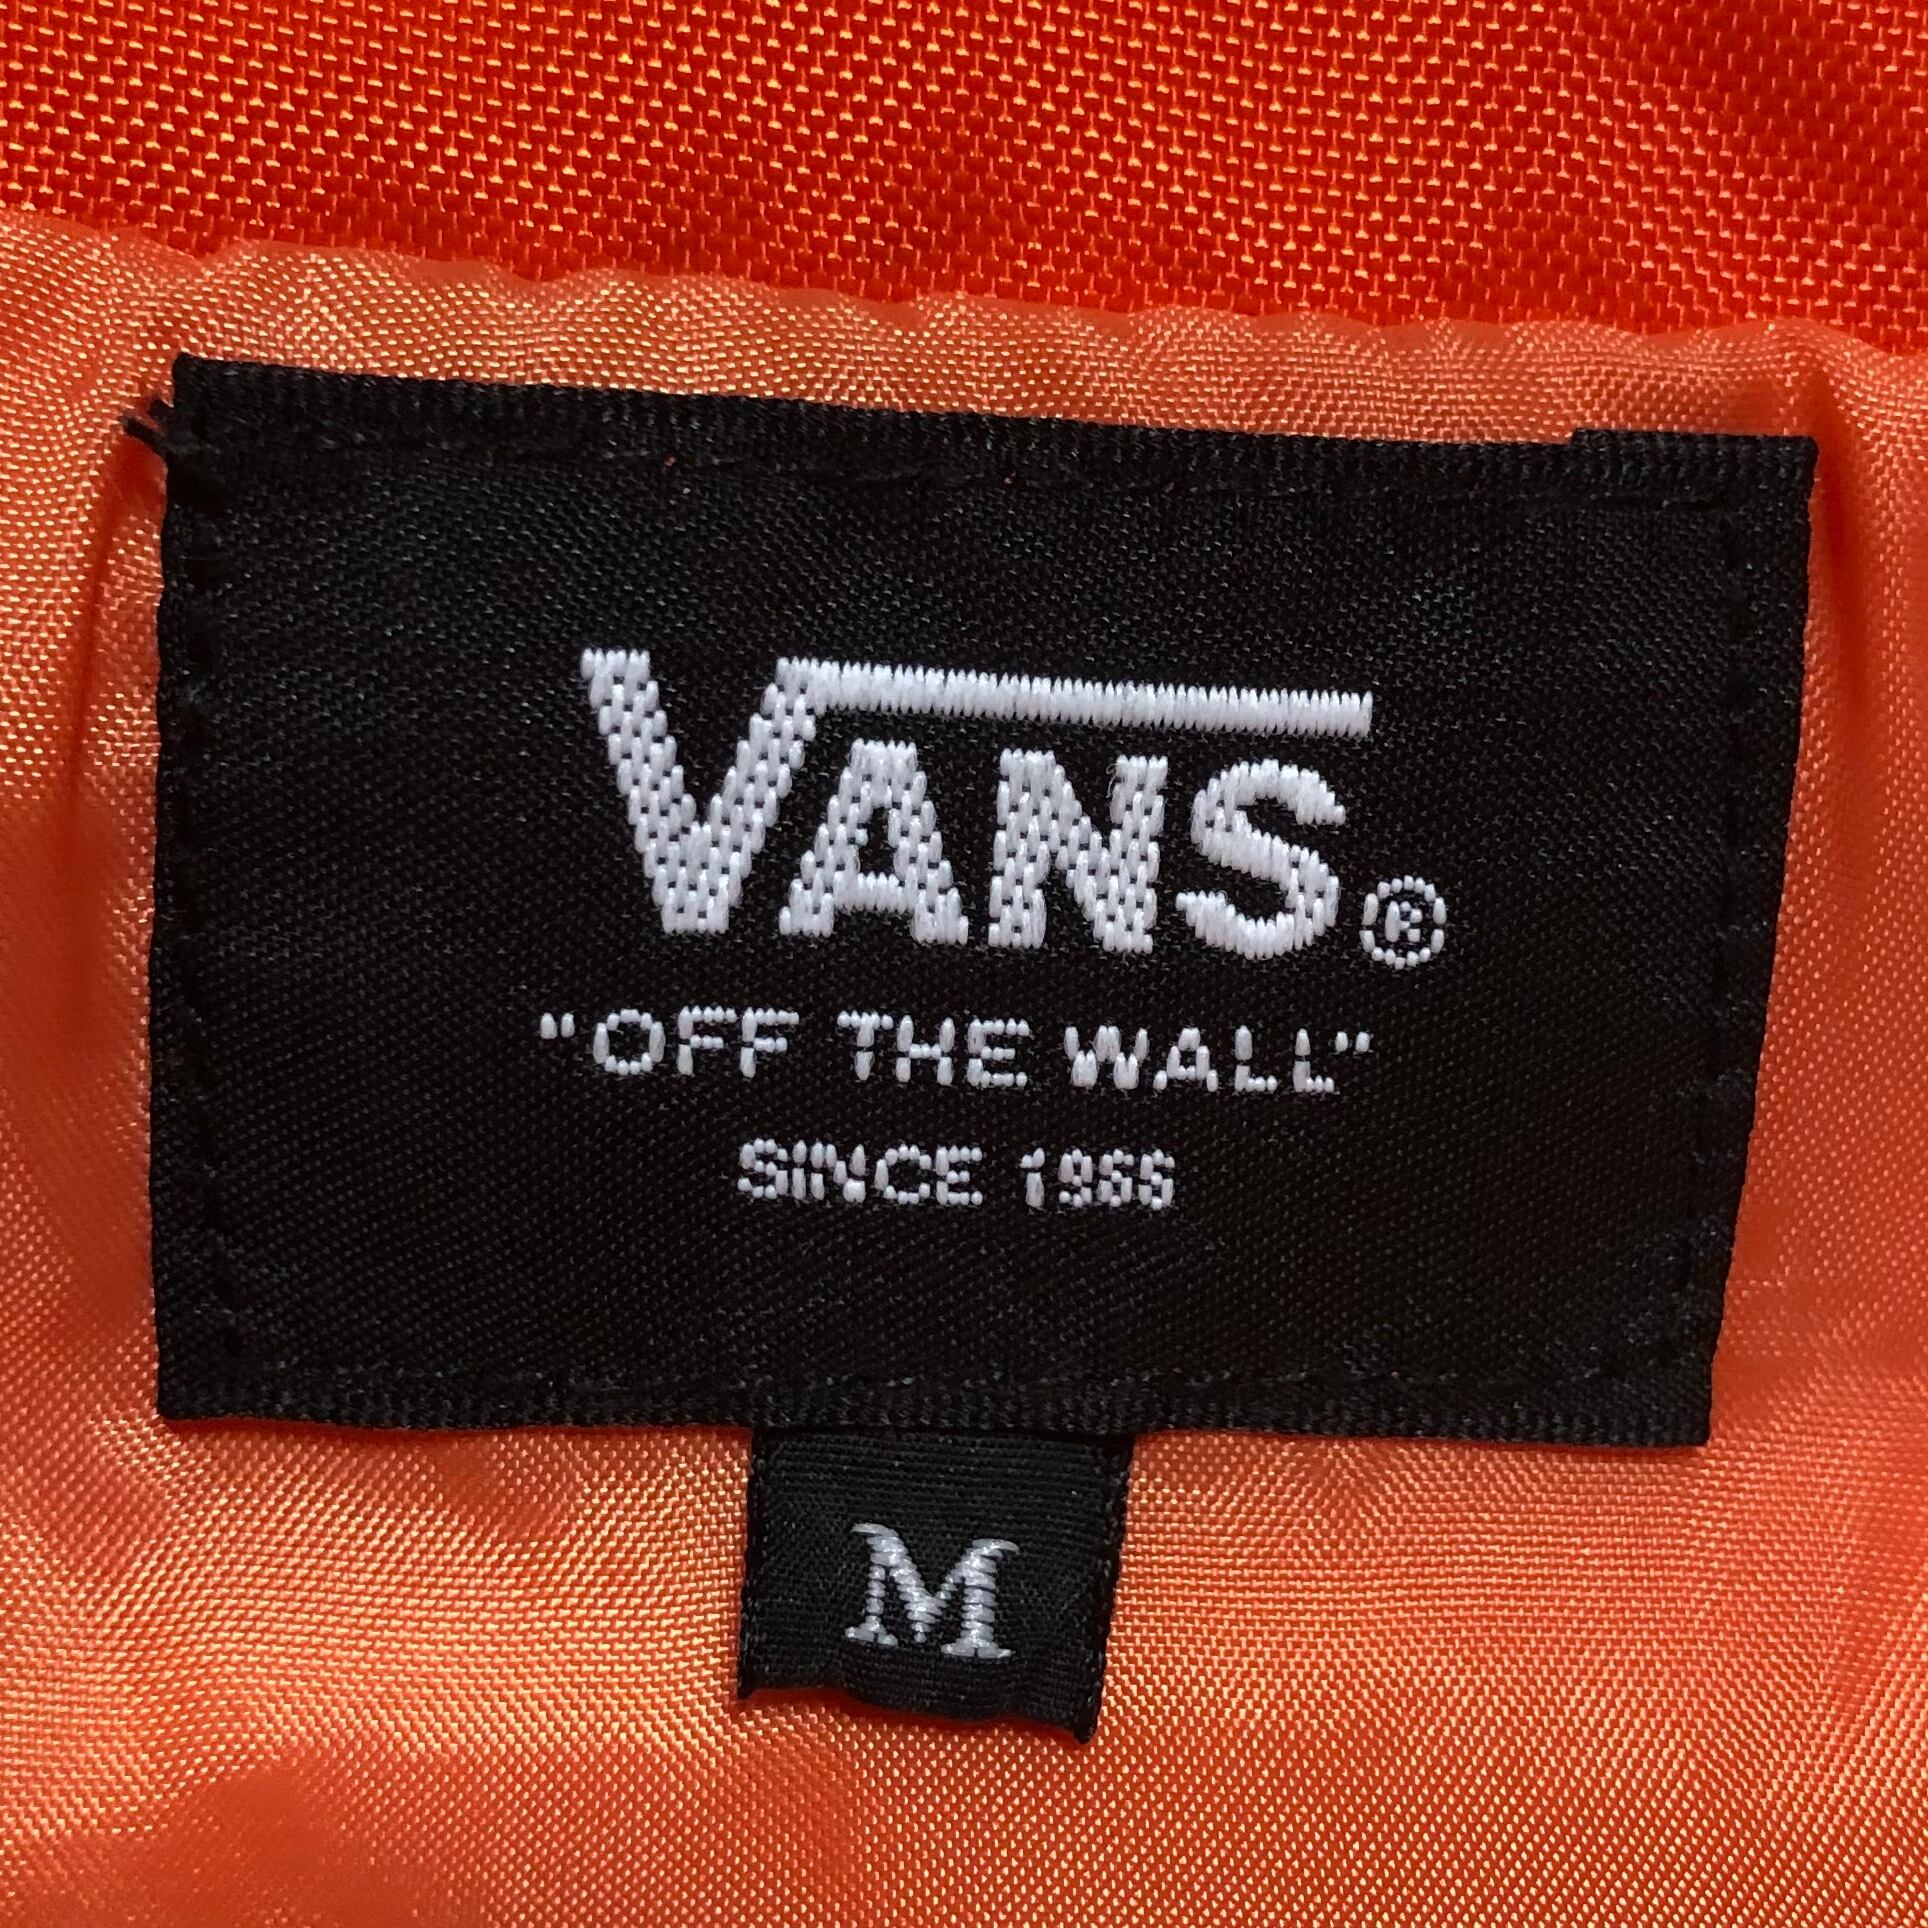 VANS®
"OFF THE WALL"
SINCE 1966
M